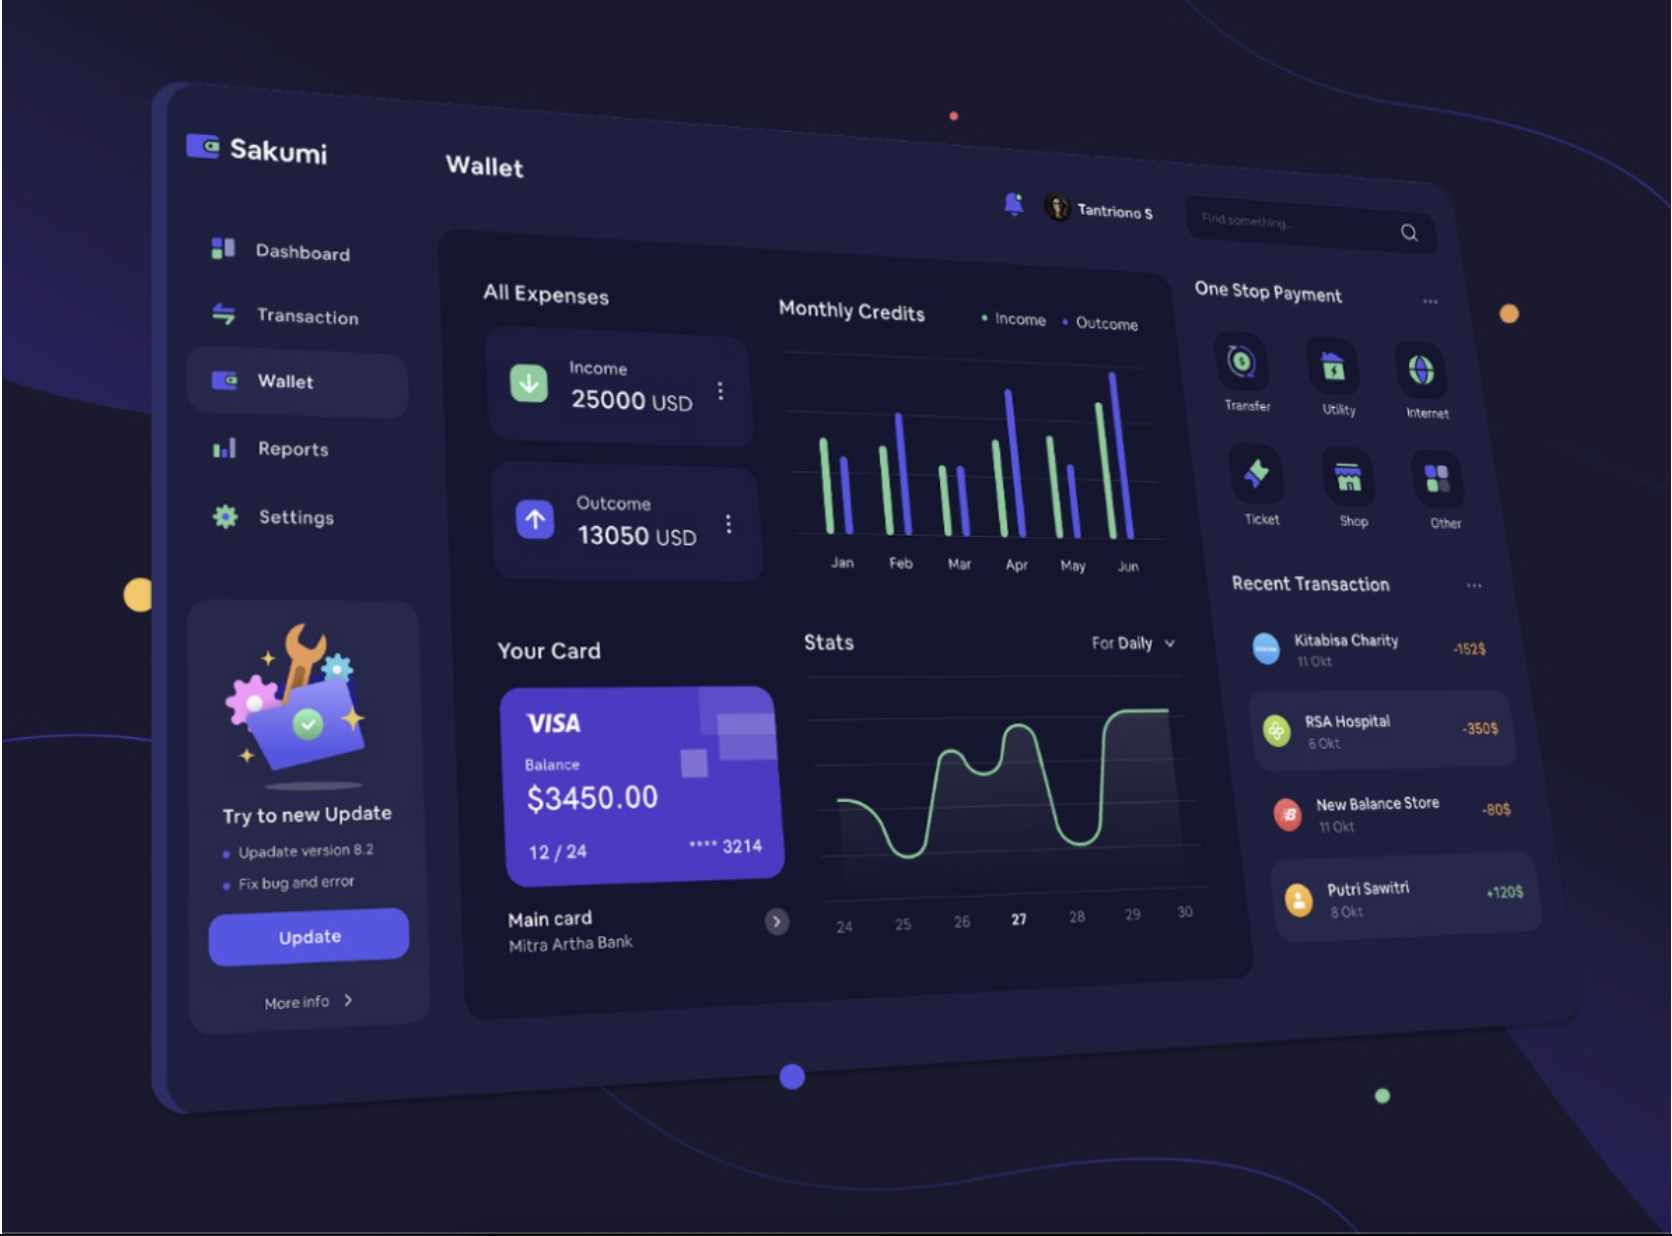 Sakumi
Dashboard
Transaction
Wallet
Reports
Settings
Try to new Update
Upadate version 8.2
Fix bug and error
Update
More info
Wallet
Tantriono S
Find something...
All Expenses
Income
25000 USD
Outcome
13050 USD
Monthly Credits
Income
Outcome
Jan Feb Mar Apr May Jun
Your Card
VISA
Balance
$3450.00
12 / 24 **** 3214
Main card
Mitra Artha Bank
Stats
For Daily
24 25 26 27 28 29 30
One Stop Payment
Transfer Utility Internet
Ticket Shop Other
Recent Transaction
Kitabisa Charity
11 Okt
-152$
RSA Hospital
6 Okt
-350$
New Balance Store
11 Okt
-80$
Putri Sawitri
8 Okt
+120$